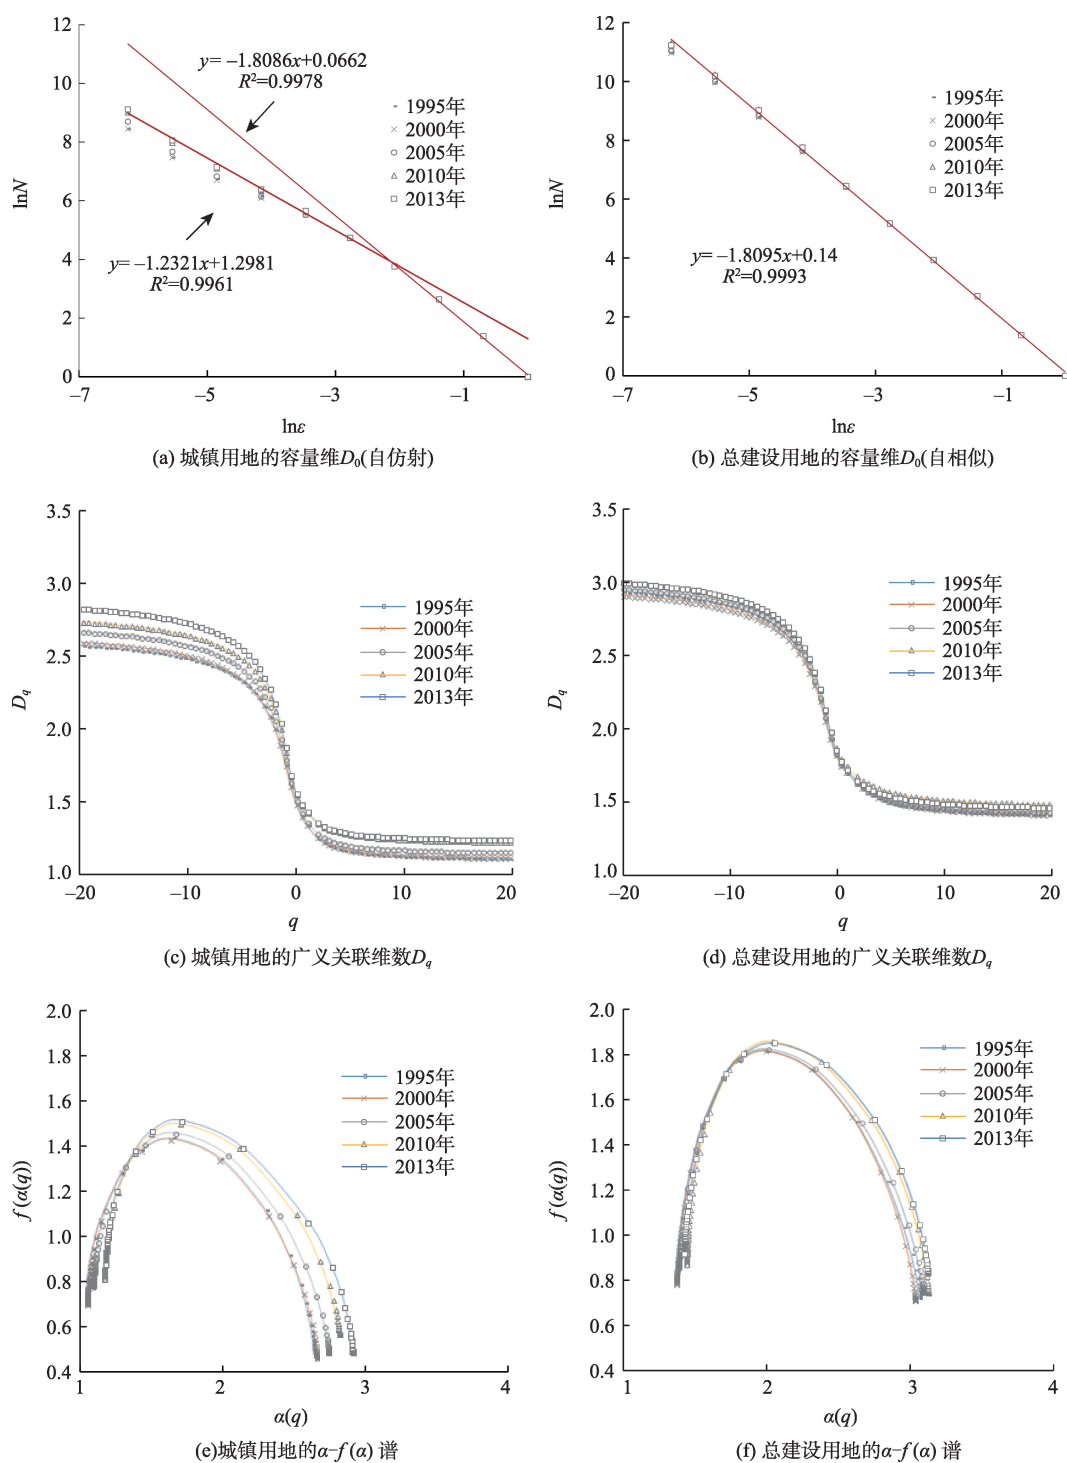 12
10
8
6
4
2
0
lnN
y= −1.8086x+0.0662
R²=0.9978
y= −1.2321x+1.2981
R²=0.9961
1995年
2000年
2005年
2010年
2013年
−7 −5 −3 −1
lnε
(a) 城镇用地的容量维D₀(自仿射)
12
10
8
6
4
2
0
lnN
1995年
2000年
2005年
2010年
2013年
y= −1.8095x+0.14
R²=0.9993
−7 −5 −3 −1
lnε
(b) 总建设用地的容量维D₀(自相似)
3.5
3.0
2.5
2.0
1.5
1.0
Dq
1995年
2000年
2005年
2010年
2013年
−20 −10 0 10 20
q
(c) 城镇用地的广义关联维数Dq
3.5
3.0
2.5
2.0
1.5
1.0
Dq
1995年
2000年
2005年
2010年
2013年
−20 −10 0 10 20
q
(d) 总建设用地的广义关联维数Dq
2.0
1.8
1.6
1.4
1.2
1.0
0.8
0.6
0.4
f(α(q))
1995年
2000年
2005年
2010年
2013年
1 2 3 4
α(q)
(e)城镇用地的α−f(α) 谱
2.0
1.8
1.6
1.4
1.2
1.0
0.8
0.6
0.4
f(α(q))
1995年
2000年
2005年
2010年
2013年
1 2 3 4
α(q)
(f) 总建设用地的α−f(α) 谱